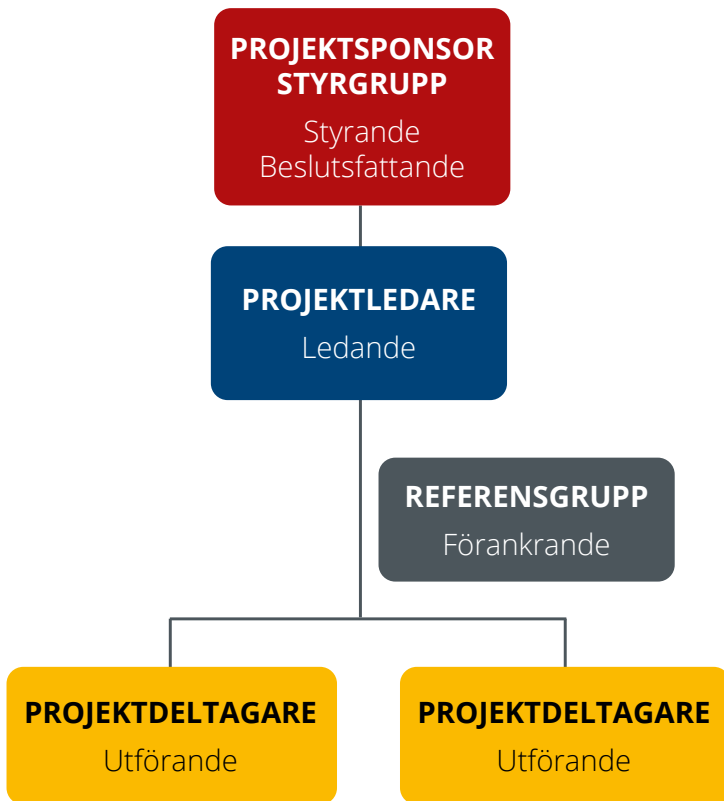 PROJEKTSPONSOR
STYRGRUPP
Styrande
Beslutsfattande
PROJEKTLEDARE
Ledande
REFERENSGRUPP
Förankrande
PROJEKTDELTAGARE
Utförande
PROJEKTDELTAGARE
Utförande